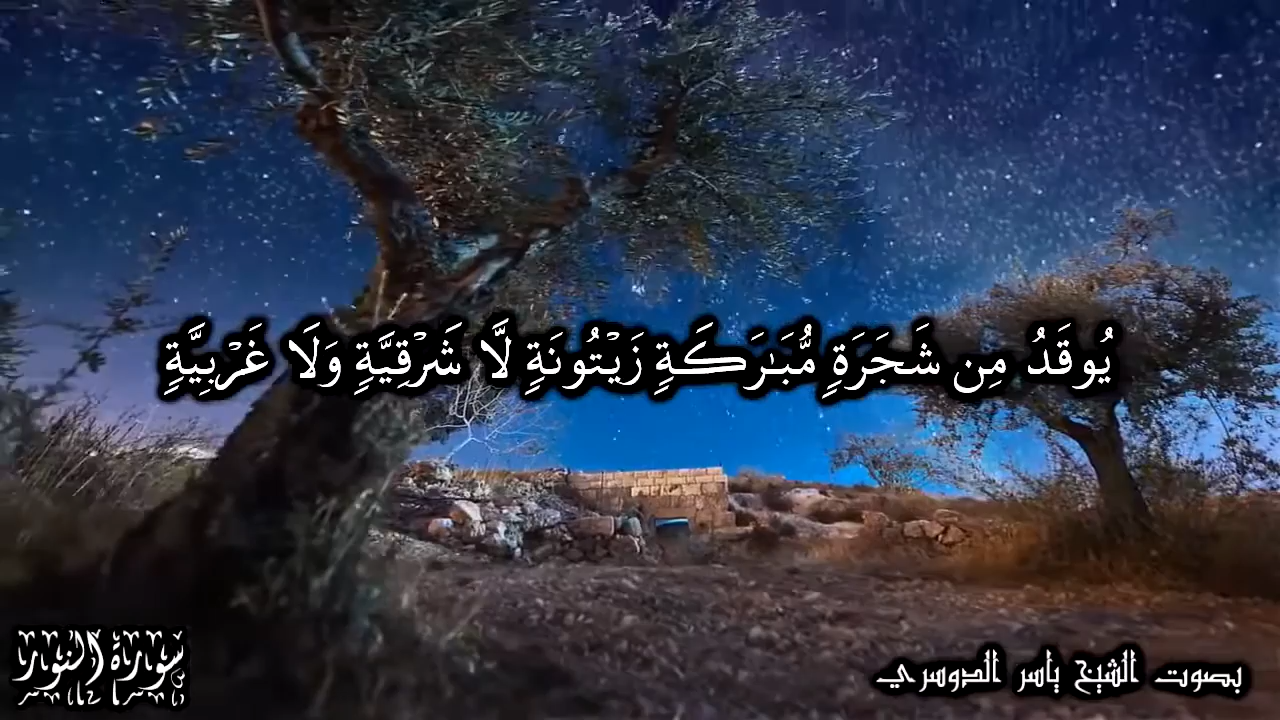 يُوقَدُ مِن شَجَرَةٍ مُّبَـٰرَكَةٍ زَيْتُونَةٍ لَّا شَرْقِيَّةٍ وَلَا غَرْبِيَّةٍ
بصوت الشيخ ياسر الدوسري
سورة النور